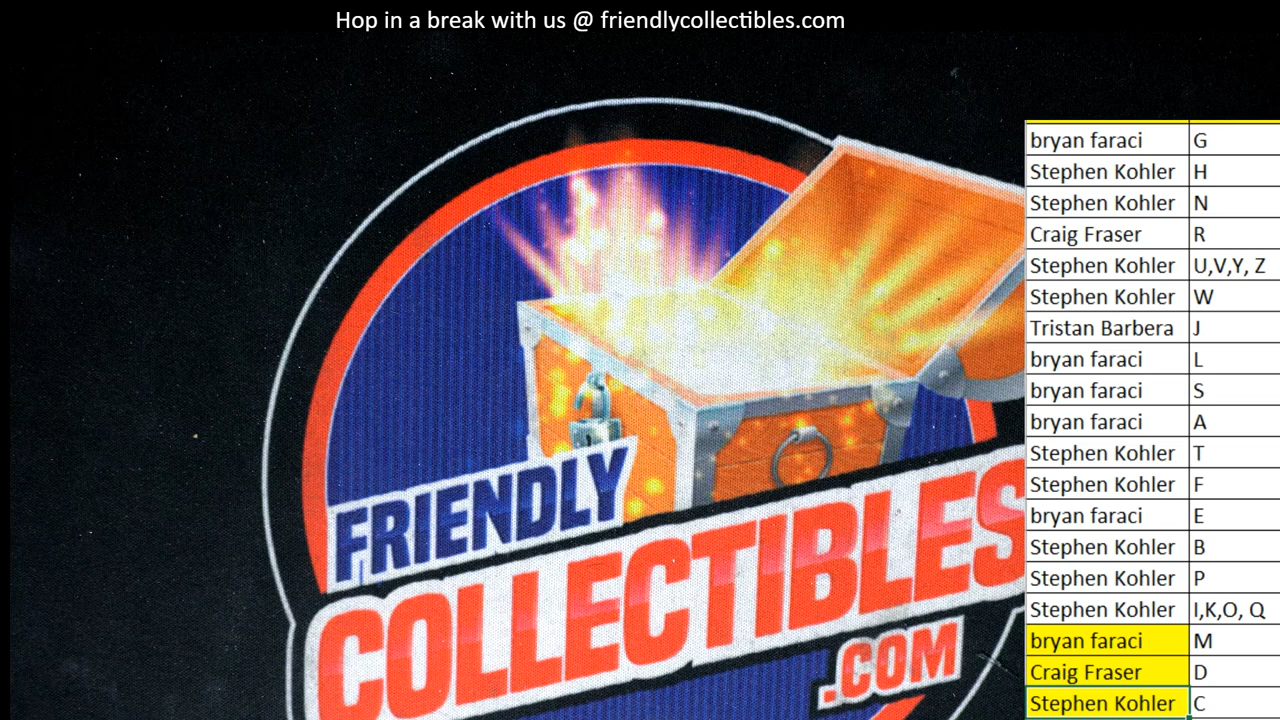 Hop in a break with us @ friendlycollectibles.com
FRIENDLY
COLLECTIBLES
.COM
bryan faraci G
Stephen Kohler H
Stephen Kohler N
Craig Fraser R
Stephen Kohler U,V,Y, Z
Stephen Kohler W
Tristan Barbera J
bryan faraci L
bryan faraci S
bryan faraci A
Stephen Kohler T
Stephen Kohler F
bryan faraci E
Stephen Kohler B
Stephen Kohler P
Stephen Kohler I,K,O, Q
bryan faraci M
Craig Fraser D
Stephen Kohler C